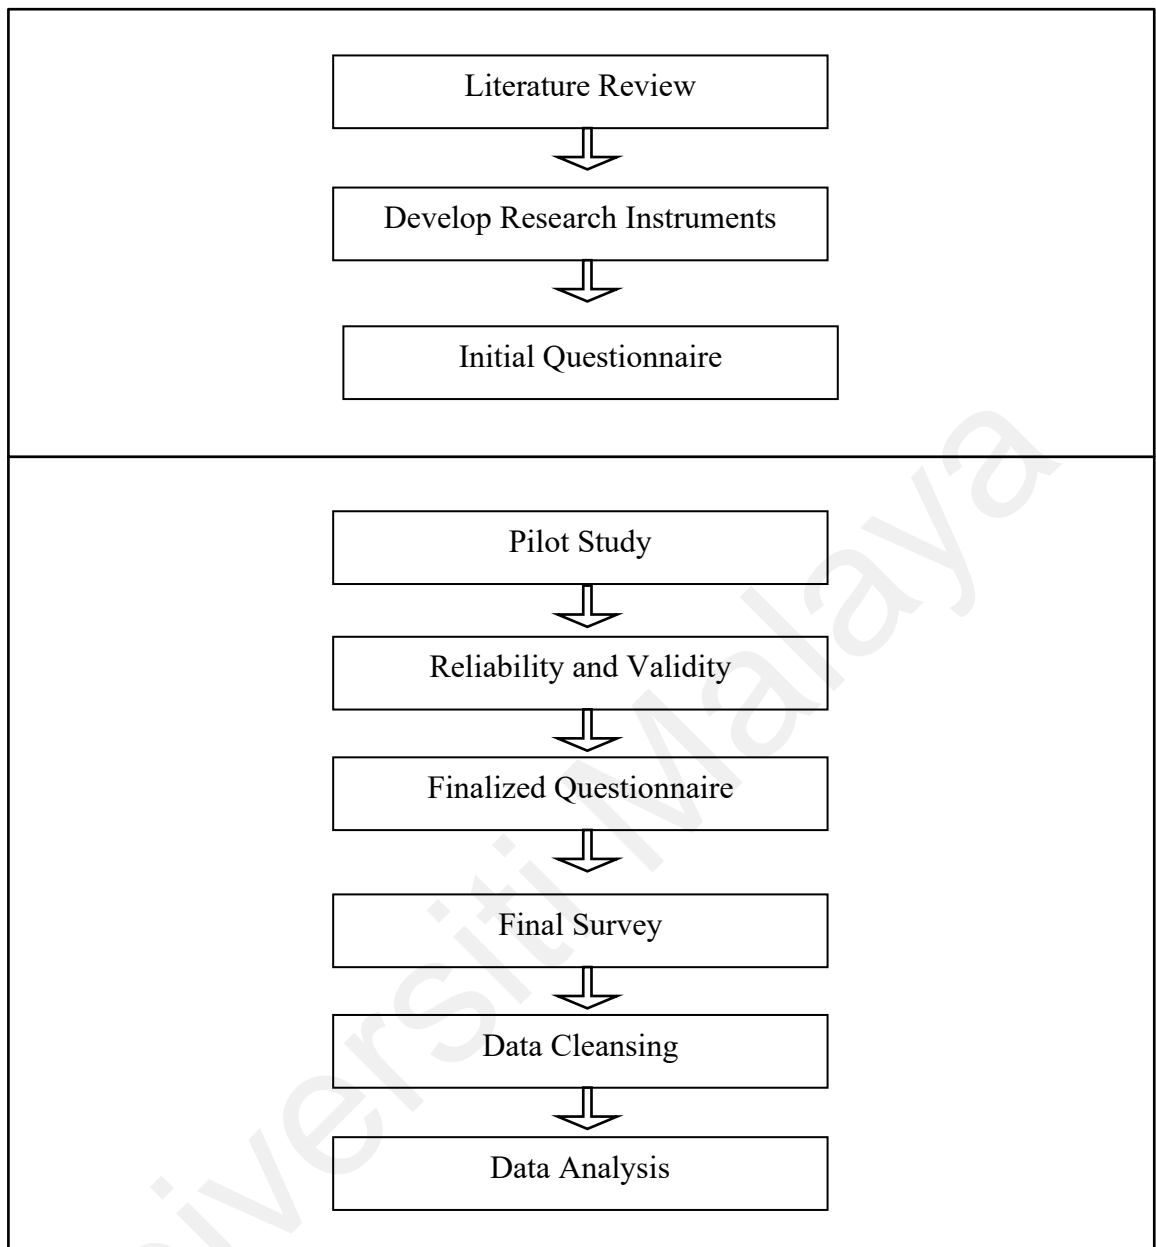 Literature Review
Develop Research Instruments
Initial Questionnaire
Pilot Study
Reliability and Validity
Finalized Questionnaire
Final Survey
Data Cleansing
Data Analysis
iversiti Malaya